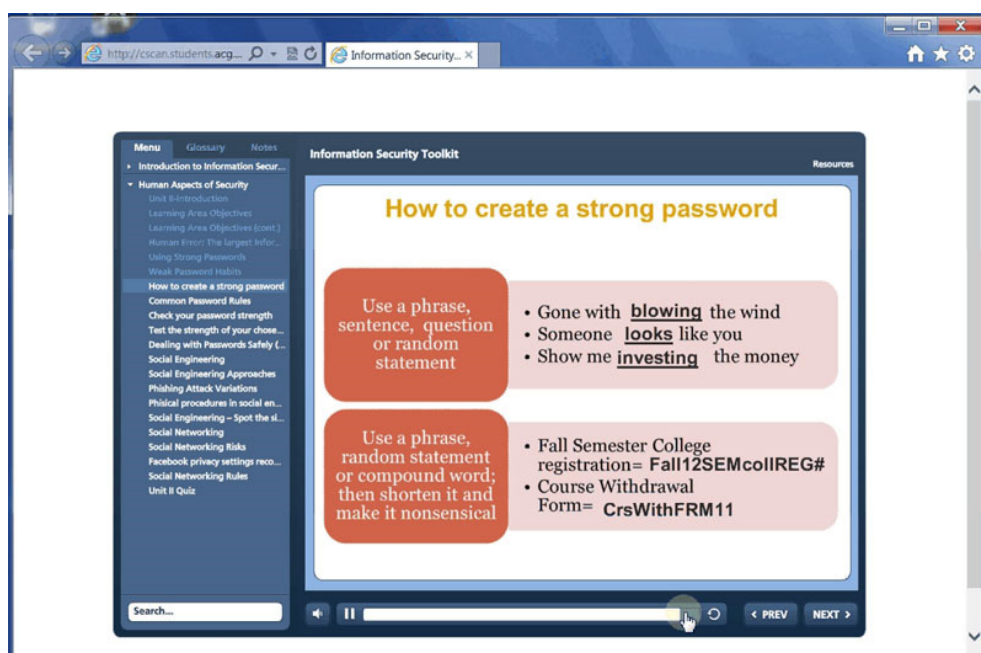 http://cscan.students.acg...
Information Security...
Menu
Glossary
Notes
Information Security Toolkit
Resources
Introduction to Information Secur...
Human Aspects of Security
Unit II-Introduction
Learning Area Objectives
Learning Area Objectives (cont.)
Human Error: The largest Infor...
Using Strong Passwords
Weak Password Habits
How to create a strong password
Common Password Rules
Check your password strength
Test the strength of your chose...
Dealing with Passwords Safely (...
Social Engineering
Social Engineering Approaches
Phishing Attack Variations
Phisical procedures in social en...
Social Engineering – Spot the si...
Social Networking
Social Networking Risks
Facebook privacy settings reco...
Social Networking Rules
Unit II Quiz
Search...
How to create a strong password
Use a phrase,
sentence, question
or random
statement
• Gone with blowing the wind
• Someone looks like you
• Show me investing the money
Use a phrase,
random statement
or compound word;
then shorten it and
make it nonsensical
• Fall Semester College
registration= Fall12SEMcollREG#
• Course Withdrawal
Form= CrsWithFRM11
< PREV
NEXT >